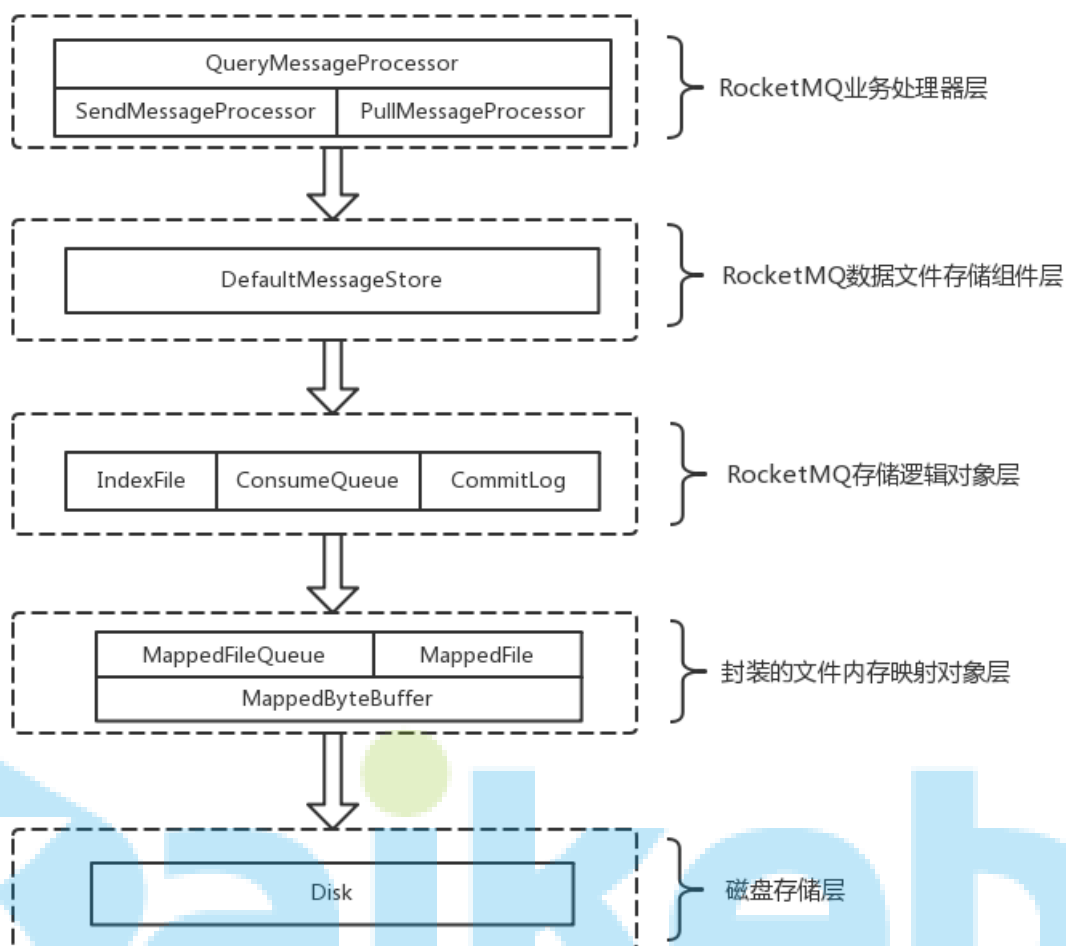 QueryMessageProcessor
SendMessageProcessor PullMessageProcessor
RocketMQ业务处理器层
DefaultMessageStore
RocketMQ数据文件存储组件层
IndexFile ConsumeQueue CommitLog
RocketMQ存储逻辑对象层
MappedFileQueue MappedFile
MappedByteBuffer
封装的文件内存映射对象层
Disk
磁盘存储层
aikeh